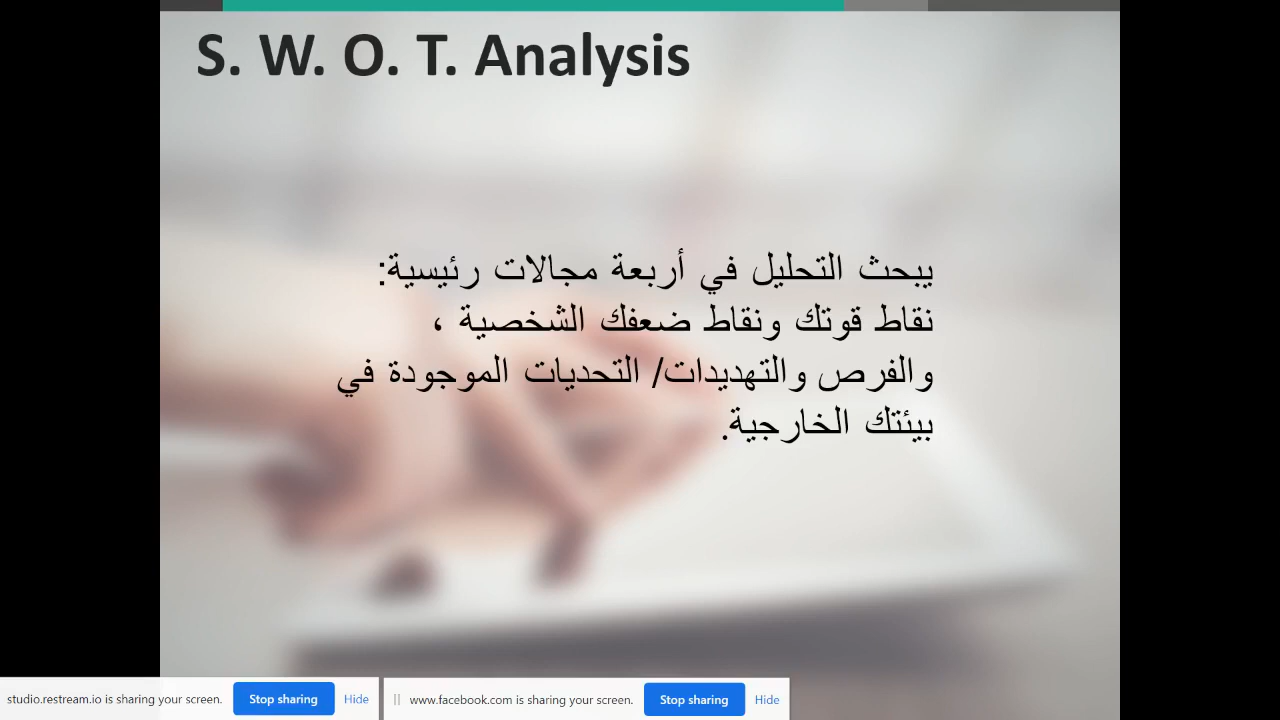 S. W. O. T. Analysis
يبحث التحليل في أربعة مجالات رئيسية:
نقاط قوتك ونقاط ضعفك الشخصية ،
والفرص والتهديدات/ التحديات الموجودة في
بيئتك الخارجية.
studio.restream.io is sharing your screen. Stop sharing Hide
www.facebook.com is sharing your screen. Stop sharing Hide